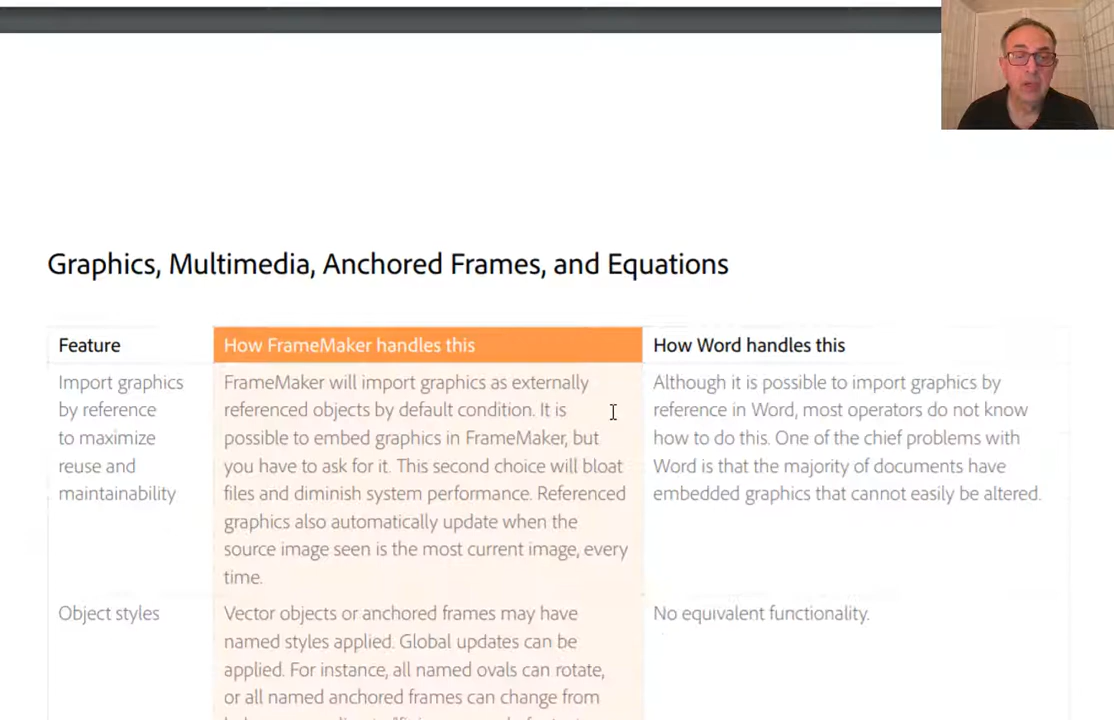 Graphics, Multimedia, Anchored Frames, and Equations
Feature
How FrameMaker handles this
How Word handles this
Import graphics
by reference
to maximize
reuse and
maintainability
FrameMaker will import graphics as externally
referenced objects by default condition. It is
possible to embed graphics in FrameMaker, but
you have to ask for it. This second choice will bloat
files and diminish system performance. Referenced
graphics also automatically update when the
source image seen is the most current image, every
time.
Although it is possible to import graphics by
reference in Word, most operators do not know
how to do this. One of the chief problems with
Word is that the majority of documents have
embedded graphics that cannot easily be altered.
Object styles
Vector objects or anchored frames may have
named styles applied. Global updates can be
applied. For instance, all named ovals can rotate,
or all named anchored frames can change from
No equivalent functionality.